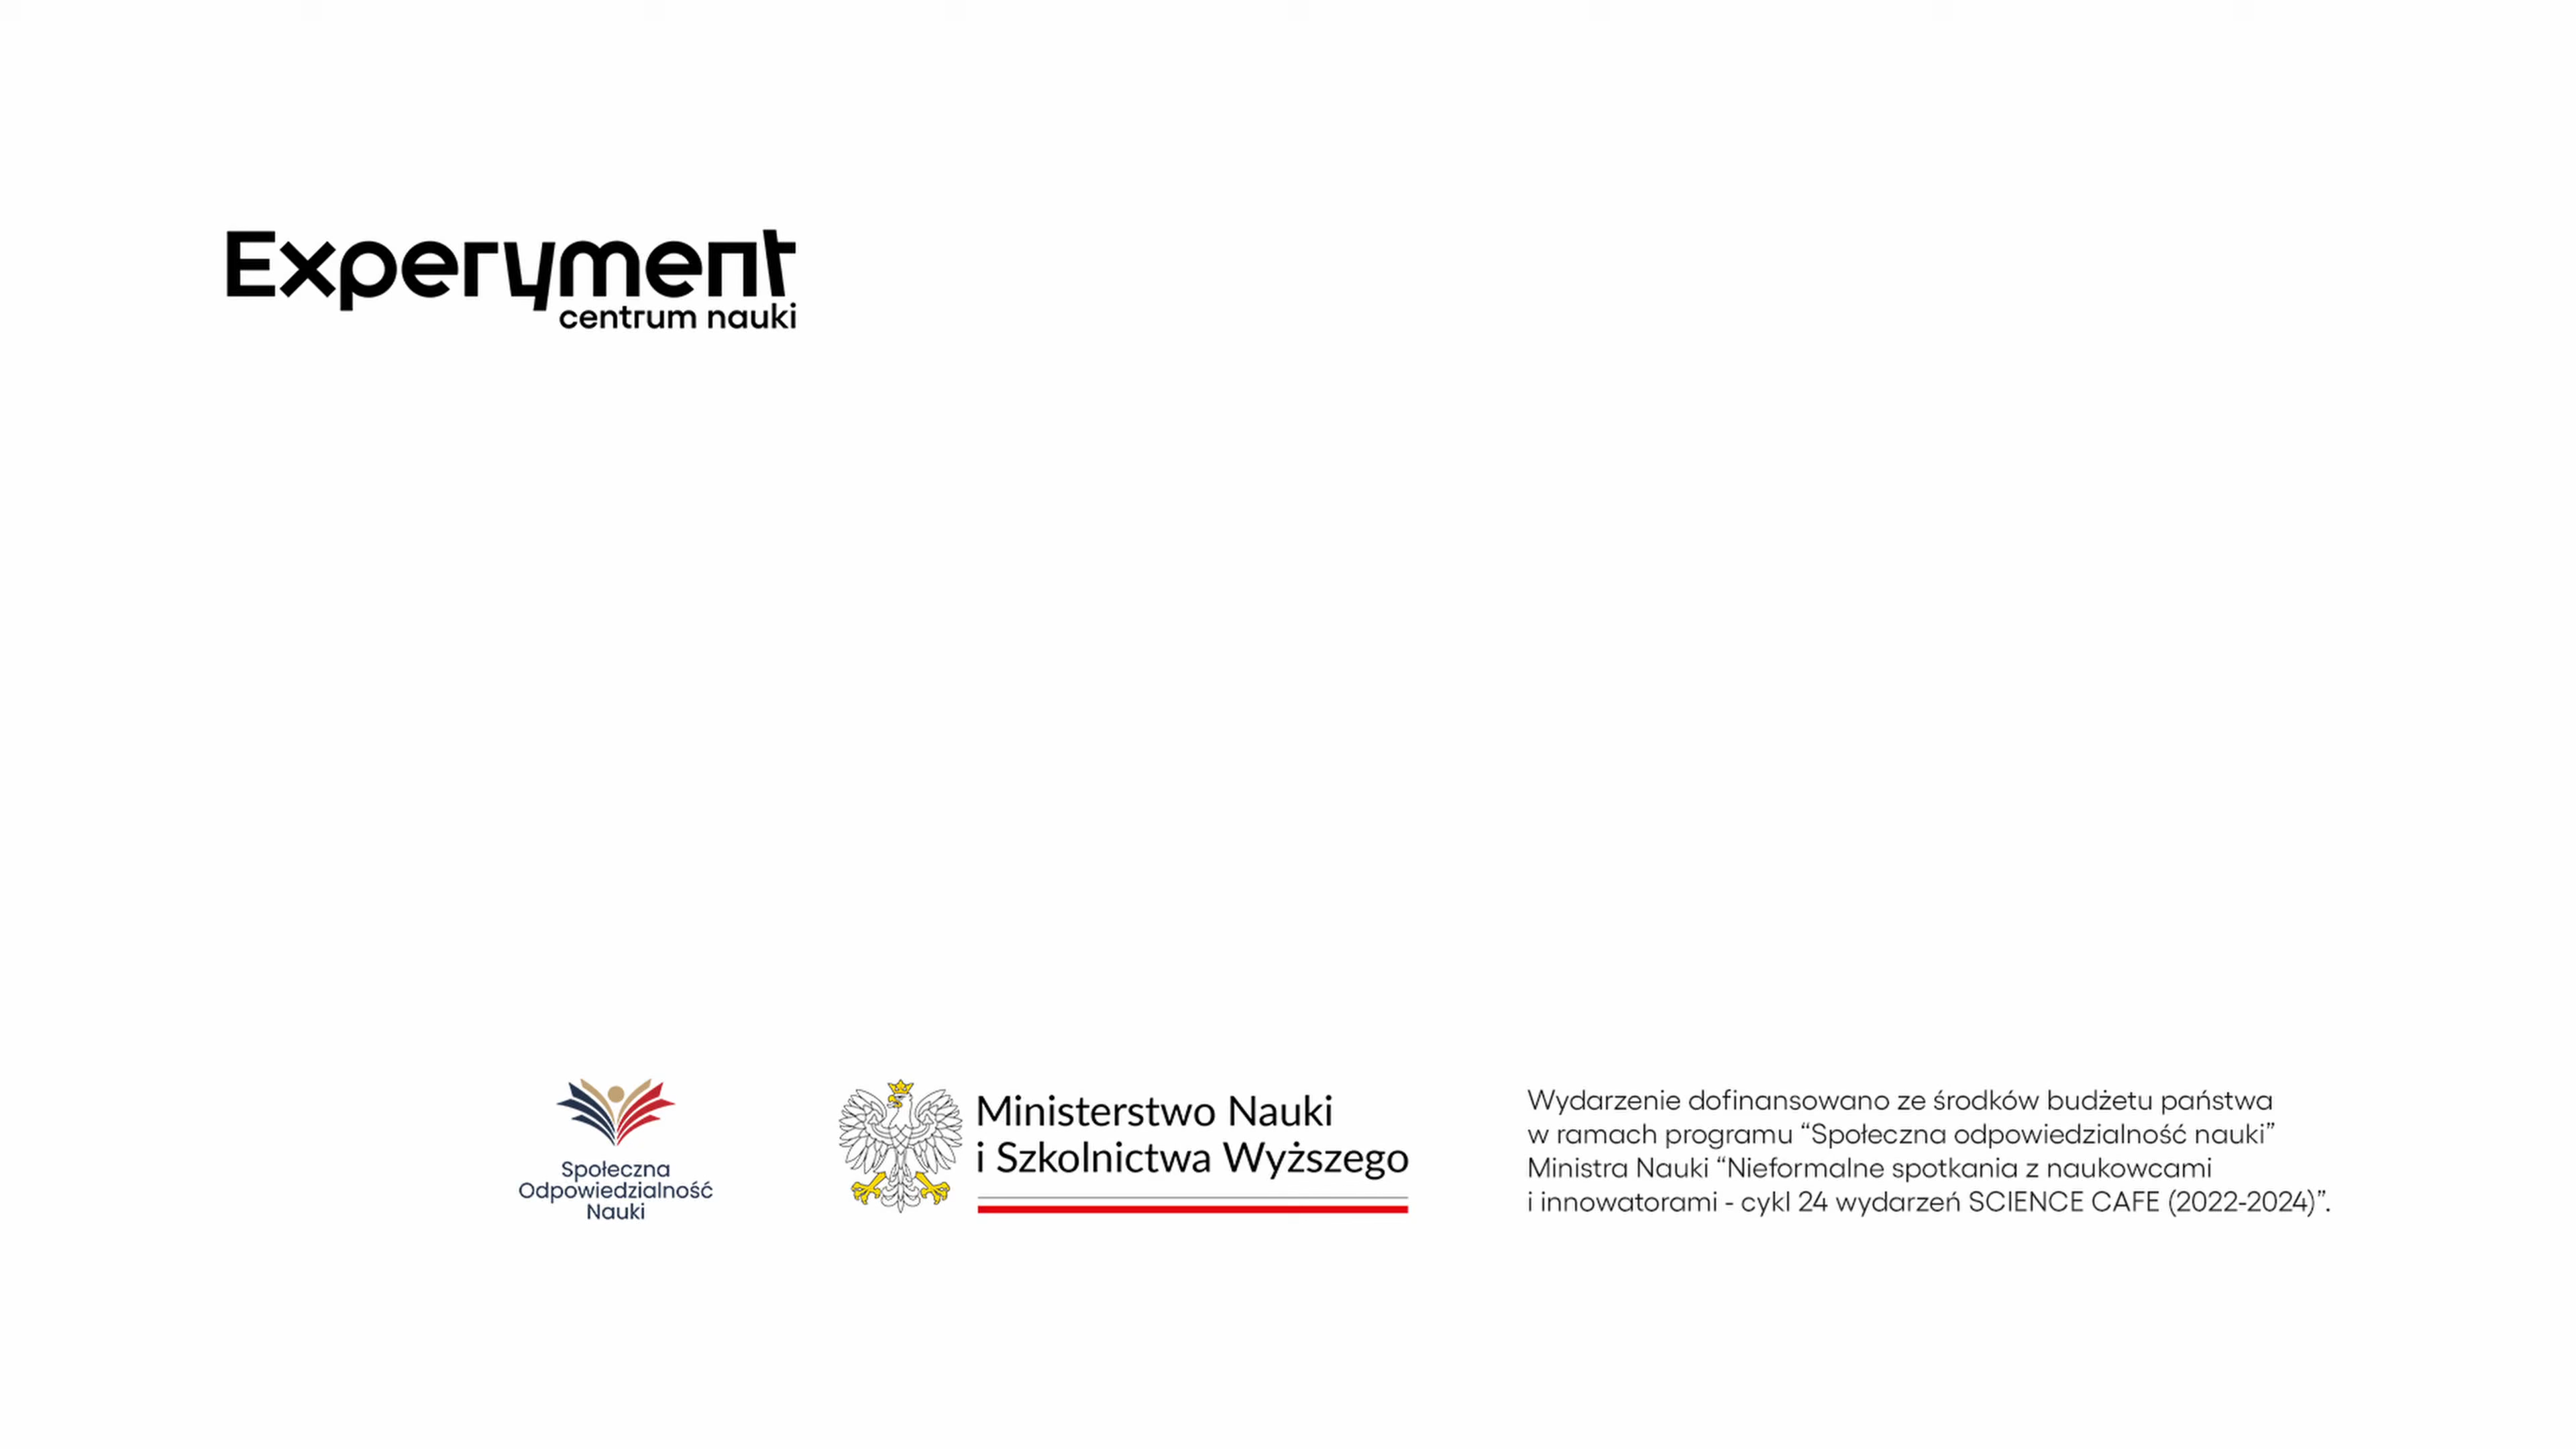 Experyment
centrum nauki
Społeczna
Odpowiedzialność
Nauki
Ministerstwo Nauki
i Szkolnictwa Wyższego
Wydarzenie dofinansowano ze środków budżetu państwa
w ramach programu “Społeczna odpowiedzialność nauki”
Ministra Nauki “Nieformalne spotkania z naukowcami
i innowatorami - cykl 24 wydarzeń SCIENCE CAFE (2022-2024)”.